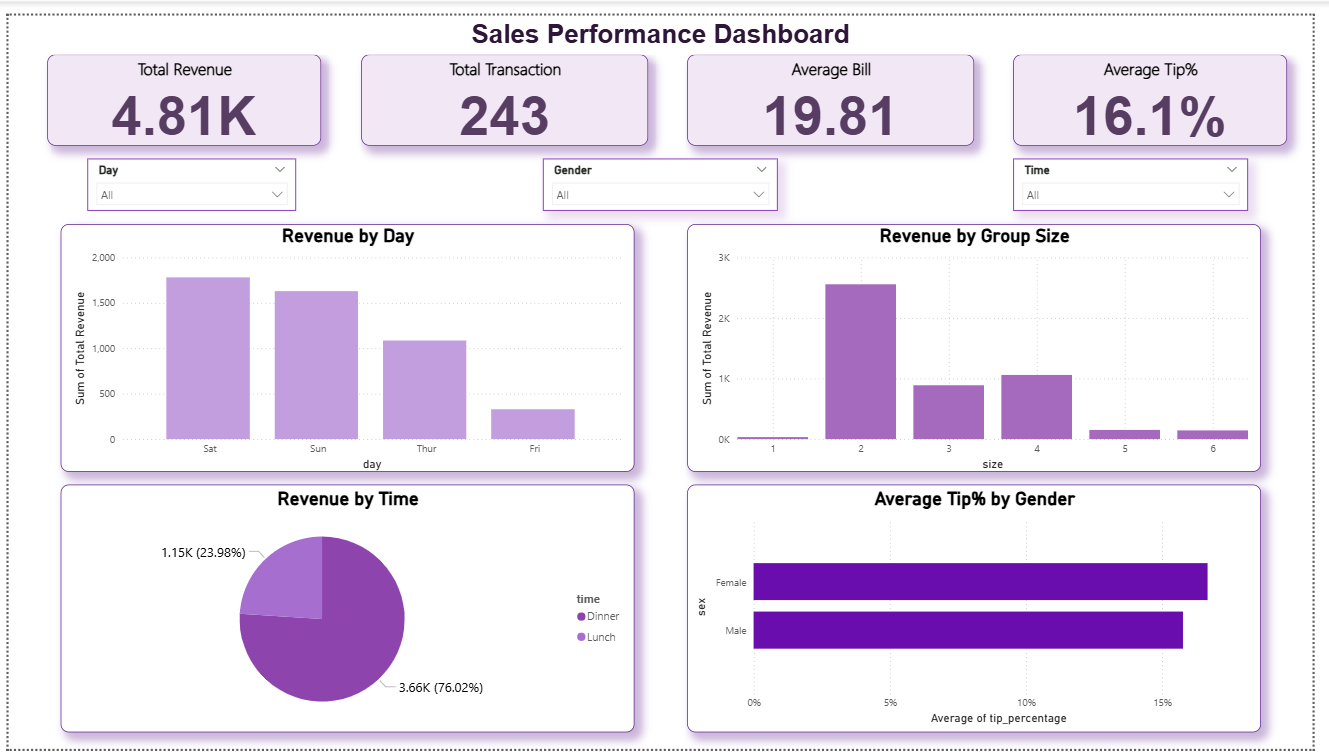 Sales Performance Dashboard
Total Revenue
4.81K
Total Transaction
243
Average Bill
19.81
Average Tip%
16.1%
Day
All
Gender
All
Time
All
Revenue by Day
Sum of Total Revenue
2,000
1,500
1,000
500
0
Sat Sun Thur Fri
day
Revenue by Group Size
Sum of Total Revenue
3K
2K
1K
0K
1 2 3 4 5 6
size
Revenue by Time
1.15K (23.98%)
3.66K (76.02%)
time
Dinner
Lunch
Average Tip% by Gender
sex
Female
Male
0% 5% 10% 15%
Average of tip_percentage